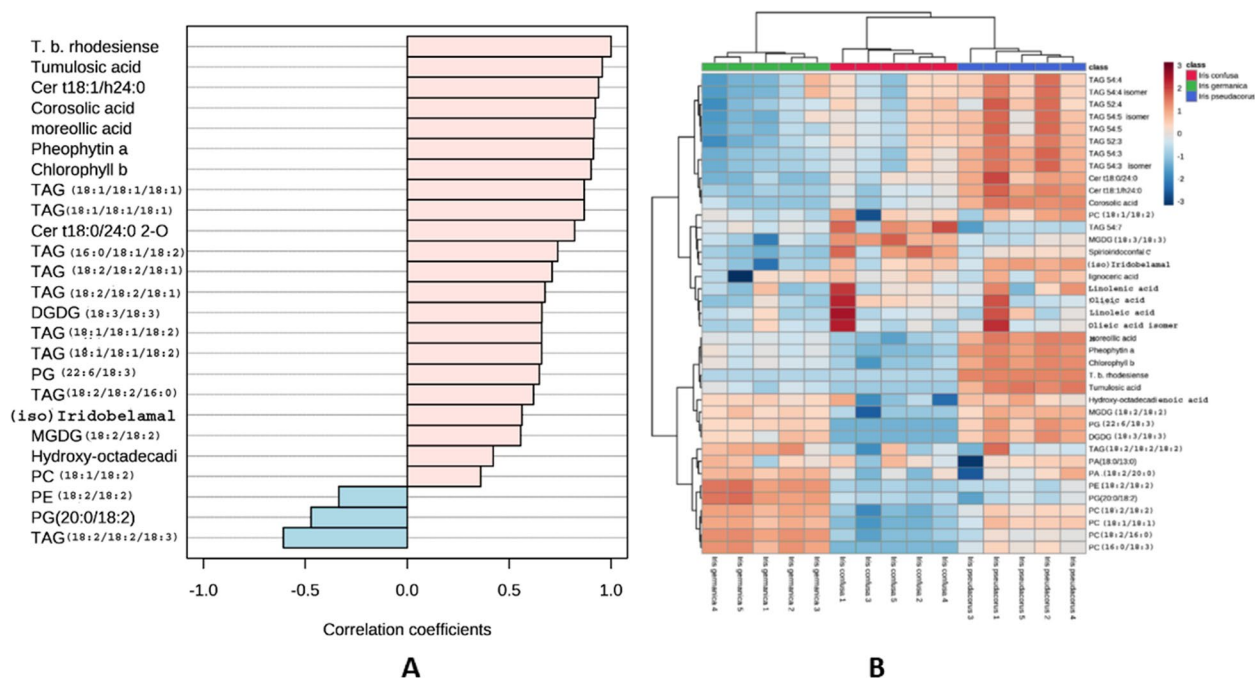 T. b. rhodesiense
Tumulosic acid
Cer t18:1/h24:0
Corosolic acid
moreollic acid
Pheophytin a
Chlorophyll b
TAG (18:1/18:1/18:1)
TAG(18:1/18:1/18:1)
Cer t18:0/24:0 2-O
TAG (16:0/18:1/18:2)
TAG (18:2/18:2/18:1)
TAG (18:2/18:2/18:1)
DGDG (18:3/18:3)
TAG (18:1/18:1/18:2)
TAG (18:1/18:1/18:2)
PG (22:6/18:3)
TAG(18:2/18:2/16:0)
(iso)Iridobelamal
MGDG (18:2/18:2)
Hydroxy-octadecadi
PC (18:1/18:2)
PE (18:2/18:2)
PG(20:0/18:2)
TAG(18:2/18:2/18:3)
-1.0 -0.5 0.0 0.5 1.0
Correlation coefficients
A
class
TAG 54:4
TAG 54:4 isomer
TAG 52:4
TAG 54:5 isomer
TAG 54:5
TAG 52:3
TAG 54:3
TAG 54:3 isomer
Cer t18:0/24:0
Cer t18:1/h24:0
Corosolic acid
PC (18:1/18:2)
TAG 54:7
MGDG (18:3/18:3)
Spirioiridoconfal C
(iso)Iridobelamal
lignoceric acid
Linolenic acid
Olieic acid
Linoleic acid
Olieic acid isomer
moreollic acid
Pheophytin a
Chlorophyll b
T. b. rhodesiense
Tumulosic acid
Hydroxy-octadecadienoic acid
MGDG (18:2/18:2)
PG (22:6/18:3)
DGDG (18:3/18:3)
TAG(18:2/18:2/18:2)
PA(18:0/13:0)
PA (18:2/20:0)
PE (18:2/18:2)
PG(20:0/18:2)
PC (18:2/18:2)
PC (18:1/18:1)
PC(18:2/16:0)
PC (16:0/18:3)
3
2
1
0
-1
-2
-3
class
Iris confusa
Iris germanica
Iris pseudacorus
Iris germanica 4
Iris germanica 5
Iris germanica 1
Iris germanica 2
Iris germanica 3
Iris confusa 1
Iris confusa 3
Iris confusa 5
Iris confusa 2
Iris confusa 4
Iris pseudacorus 3
Iris pseudacorus 1
Iris pseudacorus 5
Iris pseudacorus 2
Iris pseudacorus 4
B